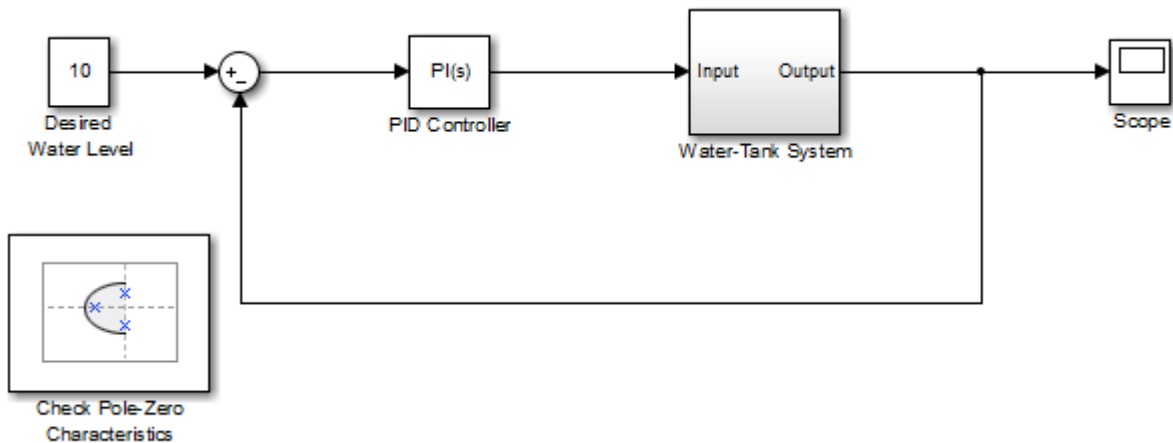 10
Desired
Water Level
+
−
PI(s)
PID Controller
Input
Output
Water-Tank System
Scope
Check Pole-Zero
Characteristics